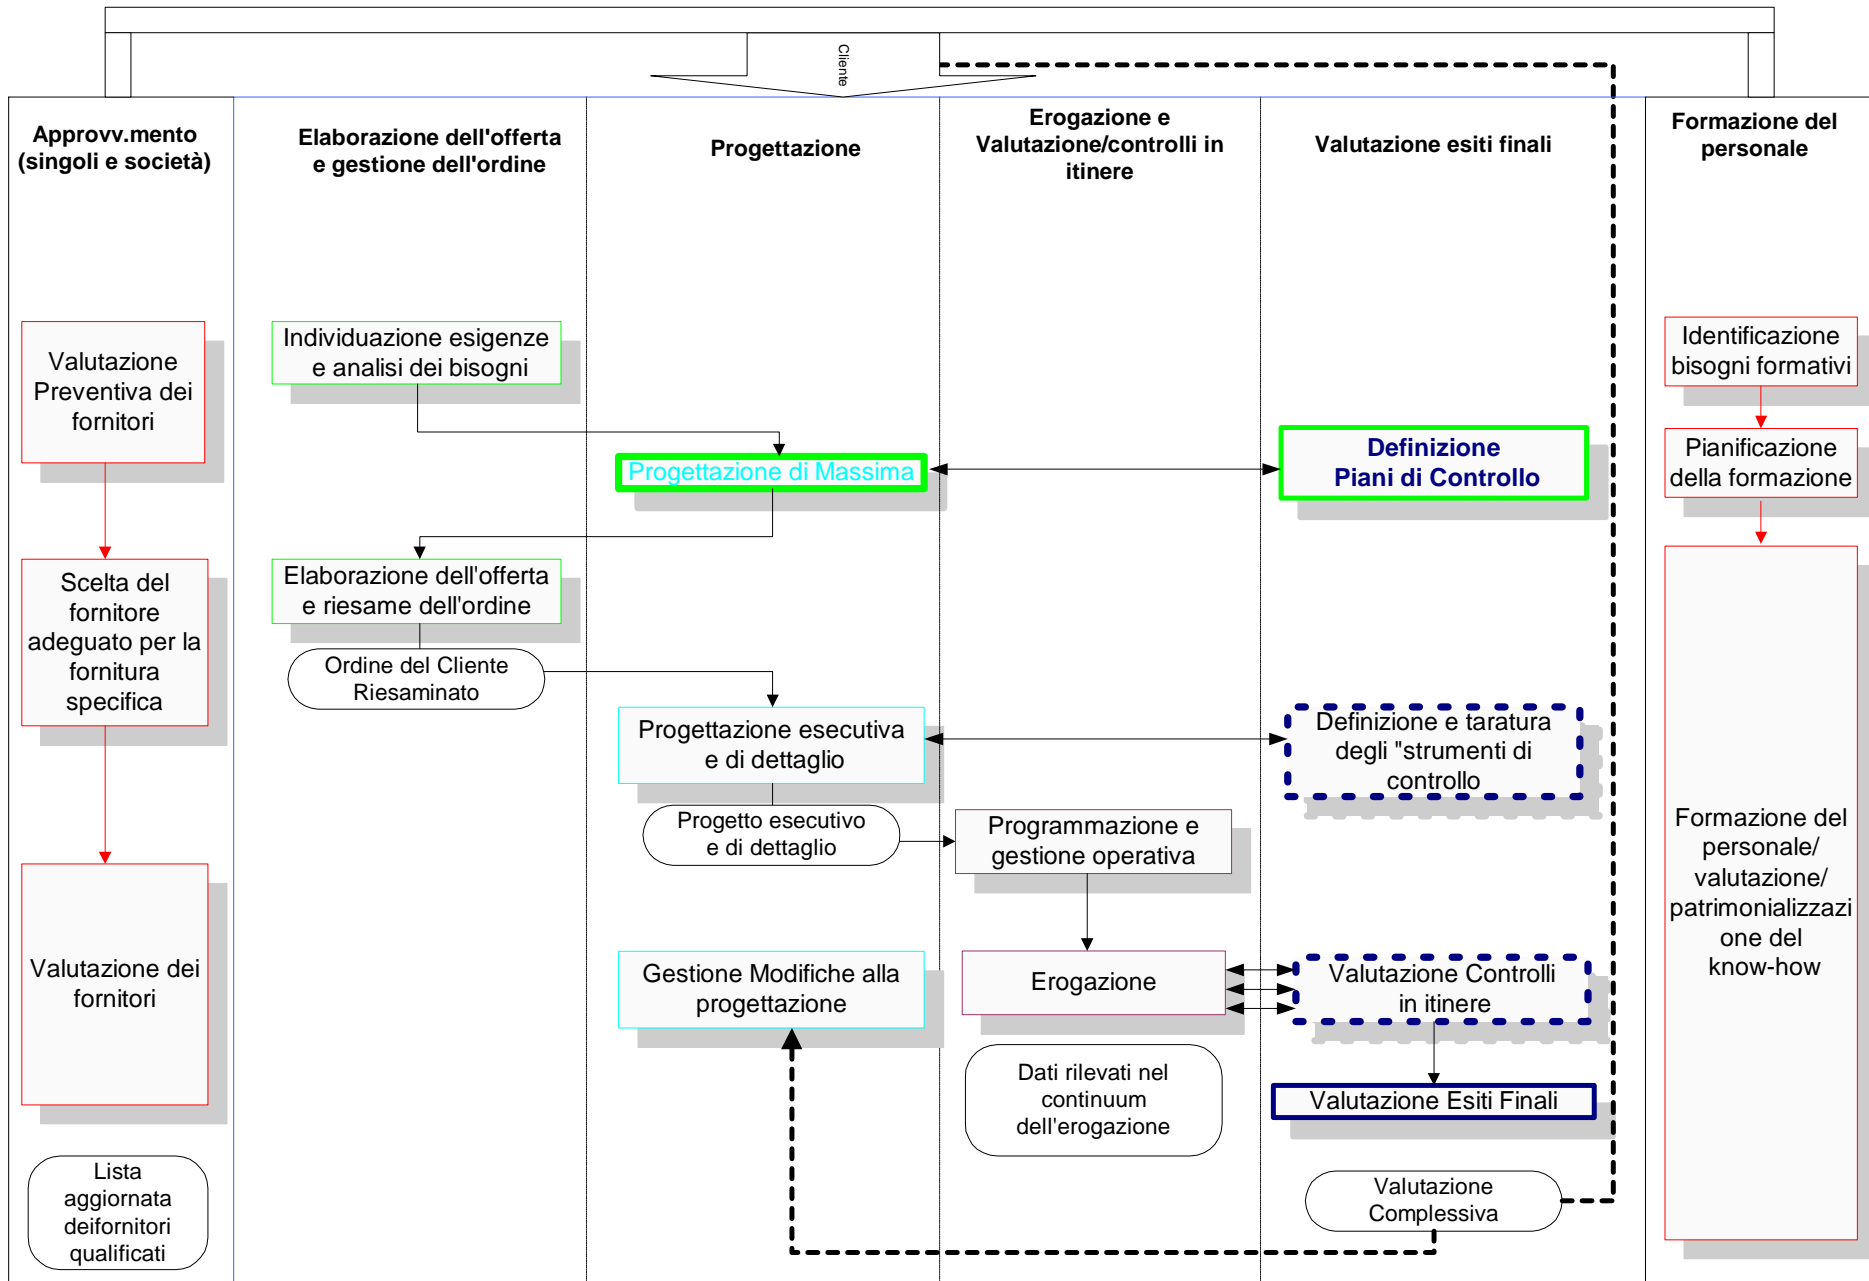 Cliente
Approvv.mento
(singoli e società)
Elaborazione dell'offerta
e gestione dell'ordine
Progettazione
Erogazione e
Valutazione/controlli in
itinere
Valutazione esiti finali
Formazione del
personale
Valutazione
Preventiva dei
fornitori
Scelta del
fornitore
adeguato per la
fornitura
specifica
Valutazione dei
fornitori
Lista
aggiornata
deifornitori
qualificati
Individuazione esigenze
e analisi dei bisogni
Elaborazione dell'offerta
e riesame dell'ordine
Ordine del Cliente
Riesaminato
Progettazione di Massima
Progettazione esecutiva
e di dettaglio
Progetto esecutivo
e di dettaglio
Gestione Modifiche alla
progettazione
Programmazione e
gestione operativa
Erogazione
Dati rilevati nel
continuum
dell'erogazione
Definizione
Piani di Controllo
Definizione e taratura
degli "strumenti di
controllo
Valutazione Controlli
in itinere
Valutazione Esiti Finali
Valutazione
Complessiva
Identificazione
bisogni formativi
Pianificazione
della formazione
Formazione del
personale/
valutazione/
patrimonializzazi
one del
know-how